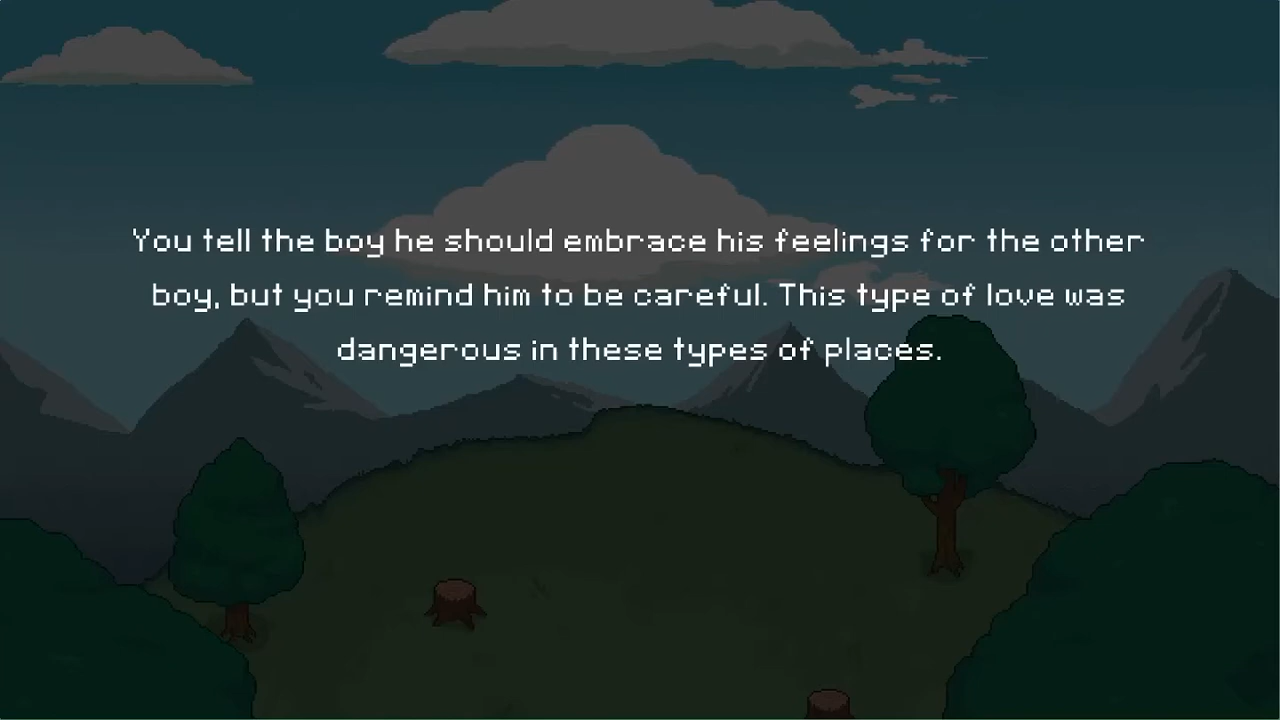 You tell the boy he should embrace his feelings for the other
boy, but you remind him to be careful. This type of love was
dangerous in these types of places.